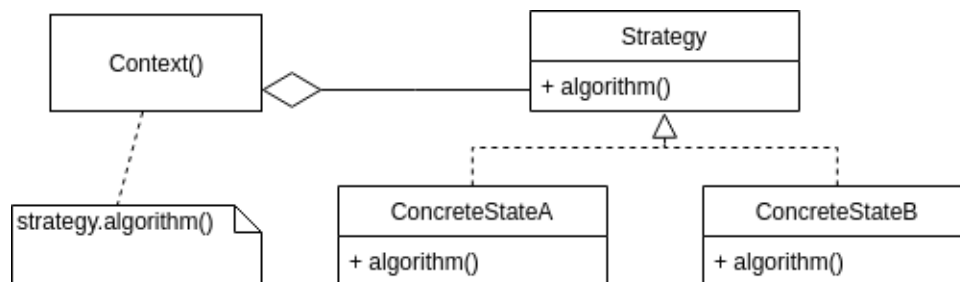 Context()
Strategy
+ algorithm()
strategy.algorithm()
ConcreteStateA
+ algorithm()
ConcreteStateB
+ algorithm()